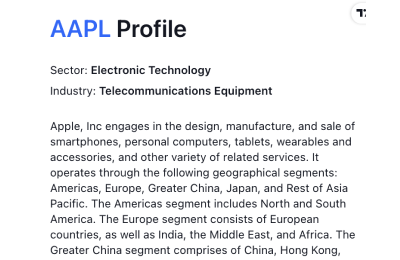 AAPL Profile
Sector: Electronic Technology
Industry: Telecommunications Equipment
Apple, Inc engages in the design, manufacture, and sale of
smartphones, personal computers, tablets, wearables and
accessories, and other variety of related services. It
operates through the following geographical segments:
Americas, Europe, Greater China, Japan, and Rest of Asia
Pacific. The Americas segment includes North and South
America. The Europe segment consists of European
countries, as well as India, the Middle East, and Africa. The
Greater China segment comprises of China, Hong Kong,